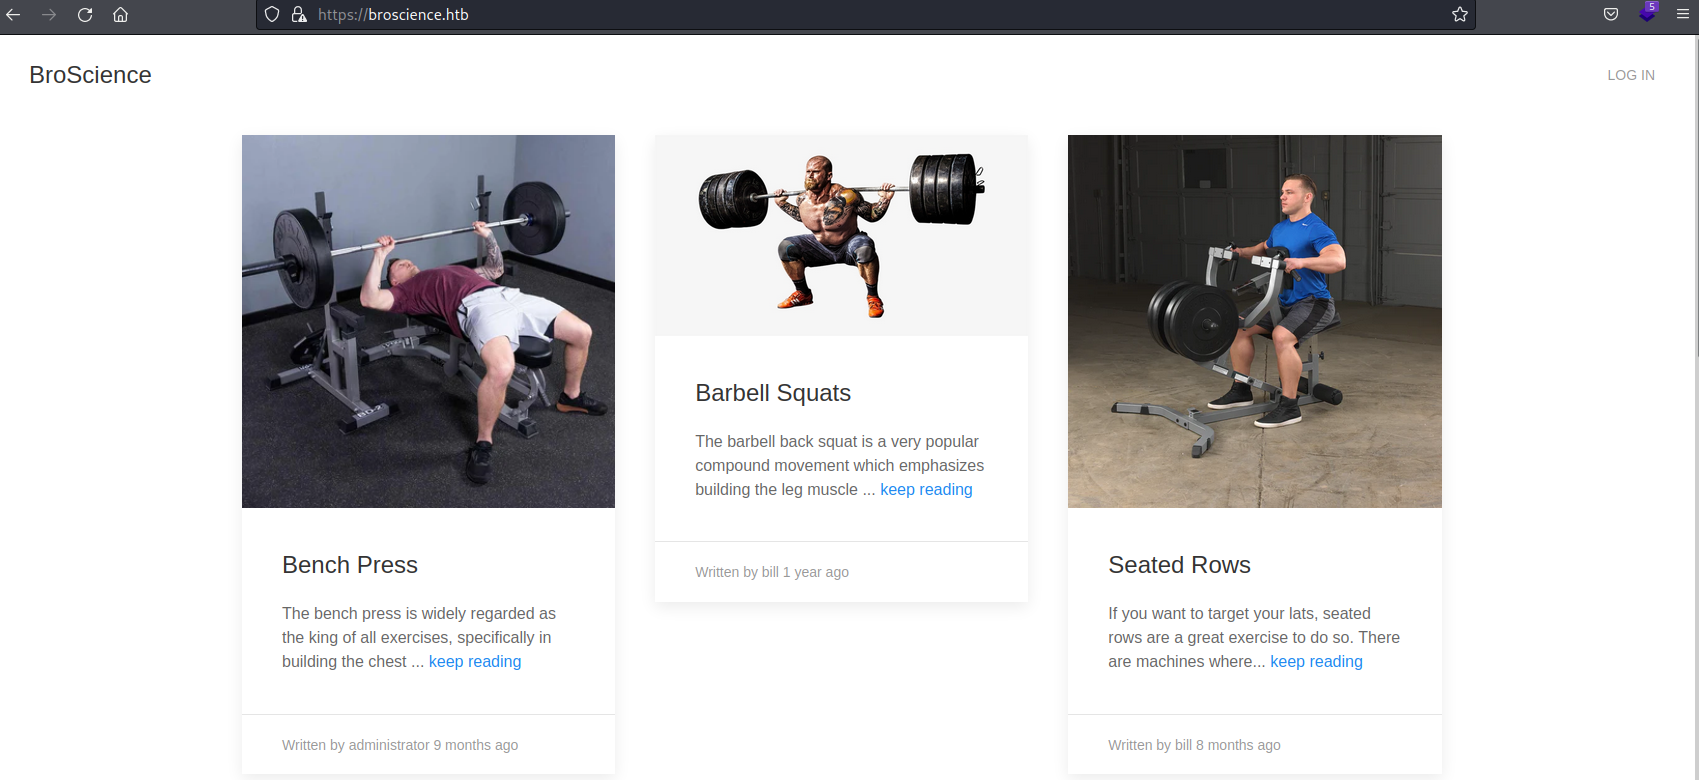 https://broscience.htb
5
BroScience
LOG IN
Bench Press
The bench press is widely regarded as
the king of all exercises, specifically in
building the chest ... keep reading
Written by administrator 9 months ago
Barbell Squats
The barbell back squat is a very popular
compound movement which emphasizes
building the leg muscle ... keep reading
Written by bill 1 year ago
Seated Rows
If you want to target your lats, seated
rows are a great exercise to do so. There
are machines where... keep reading
Written by bill 8 months ago